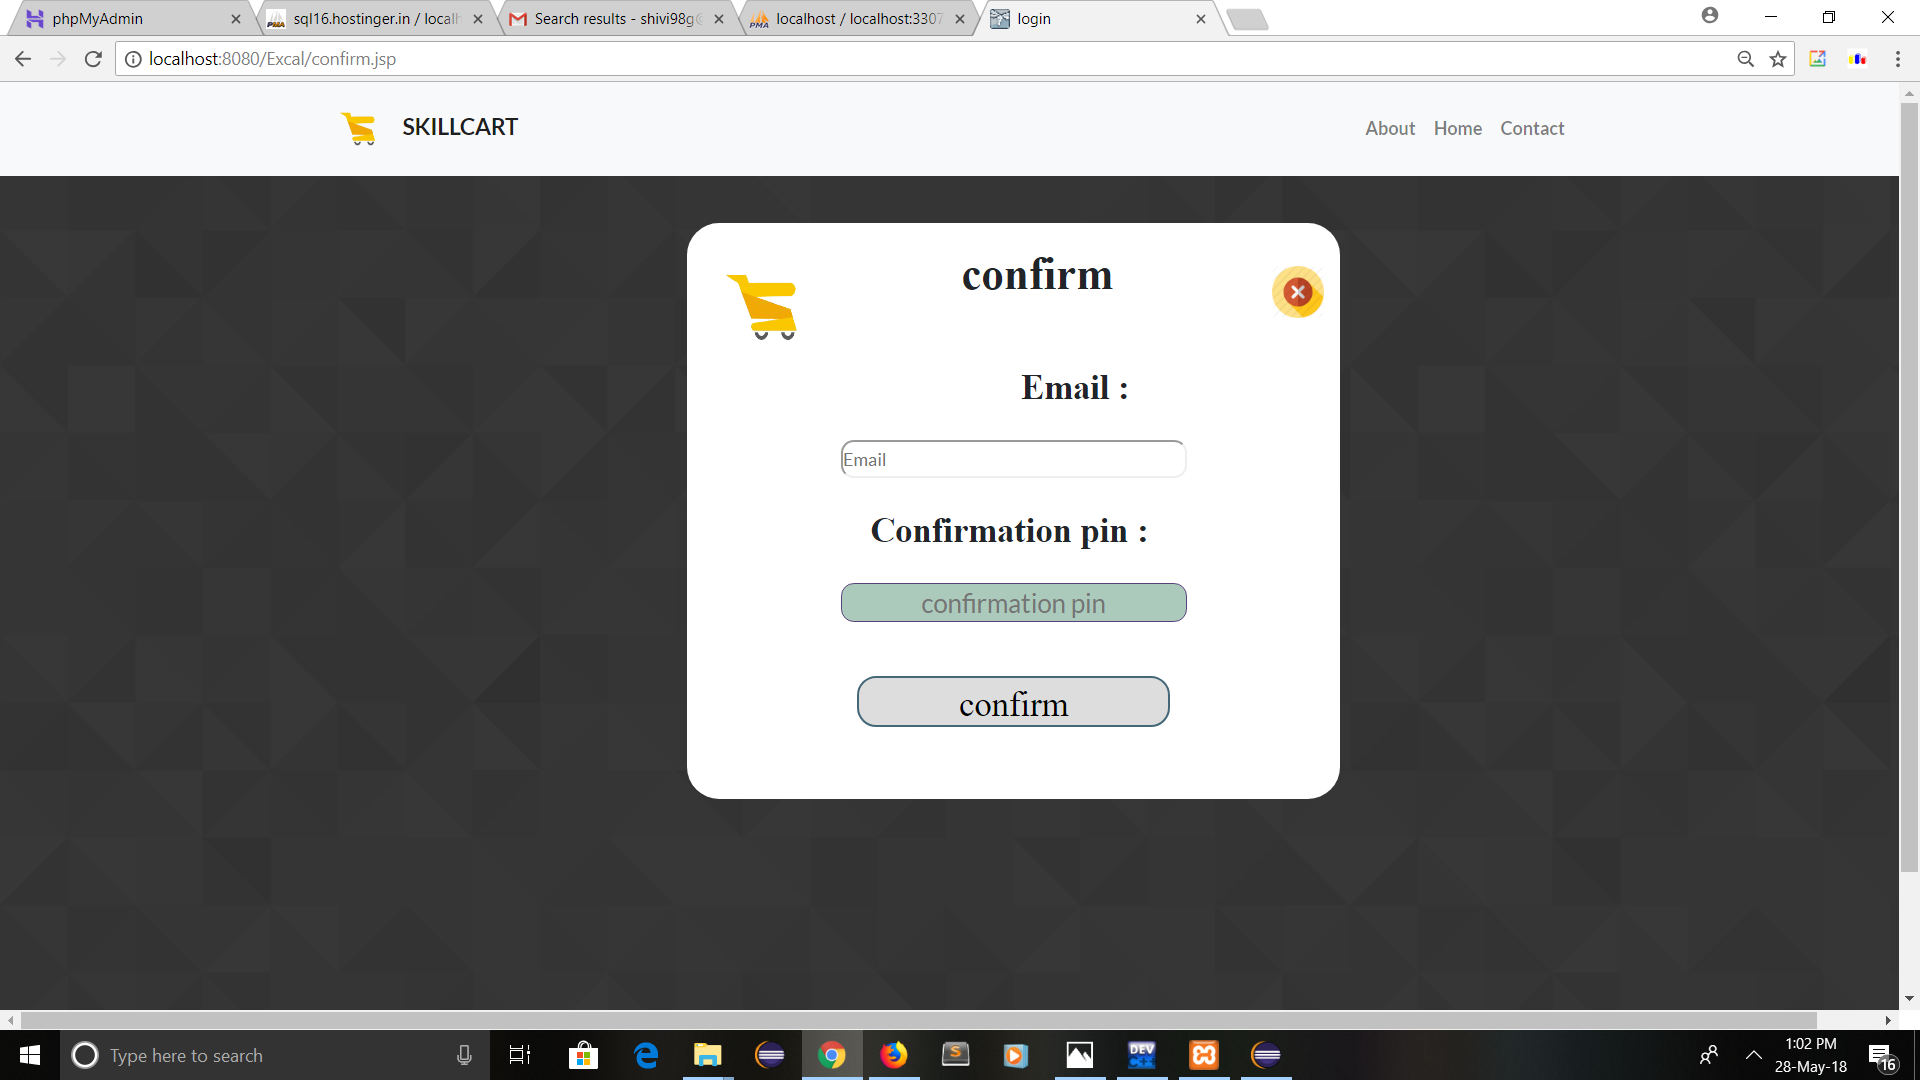 phpMyAdmin
sql16.hostinger.in / localh
Search results - shivi98g@
localhost / localhost:3307
login
localhost:8080/Excal/confirm.jsp
SKILLCART
About Home Contact
confirm
Email :
Email
Confirmation pin :
confirmation pin
confirm
Type here to search
DEV
C++
1:02 PM
28-May-18
16